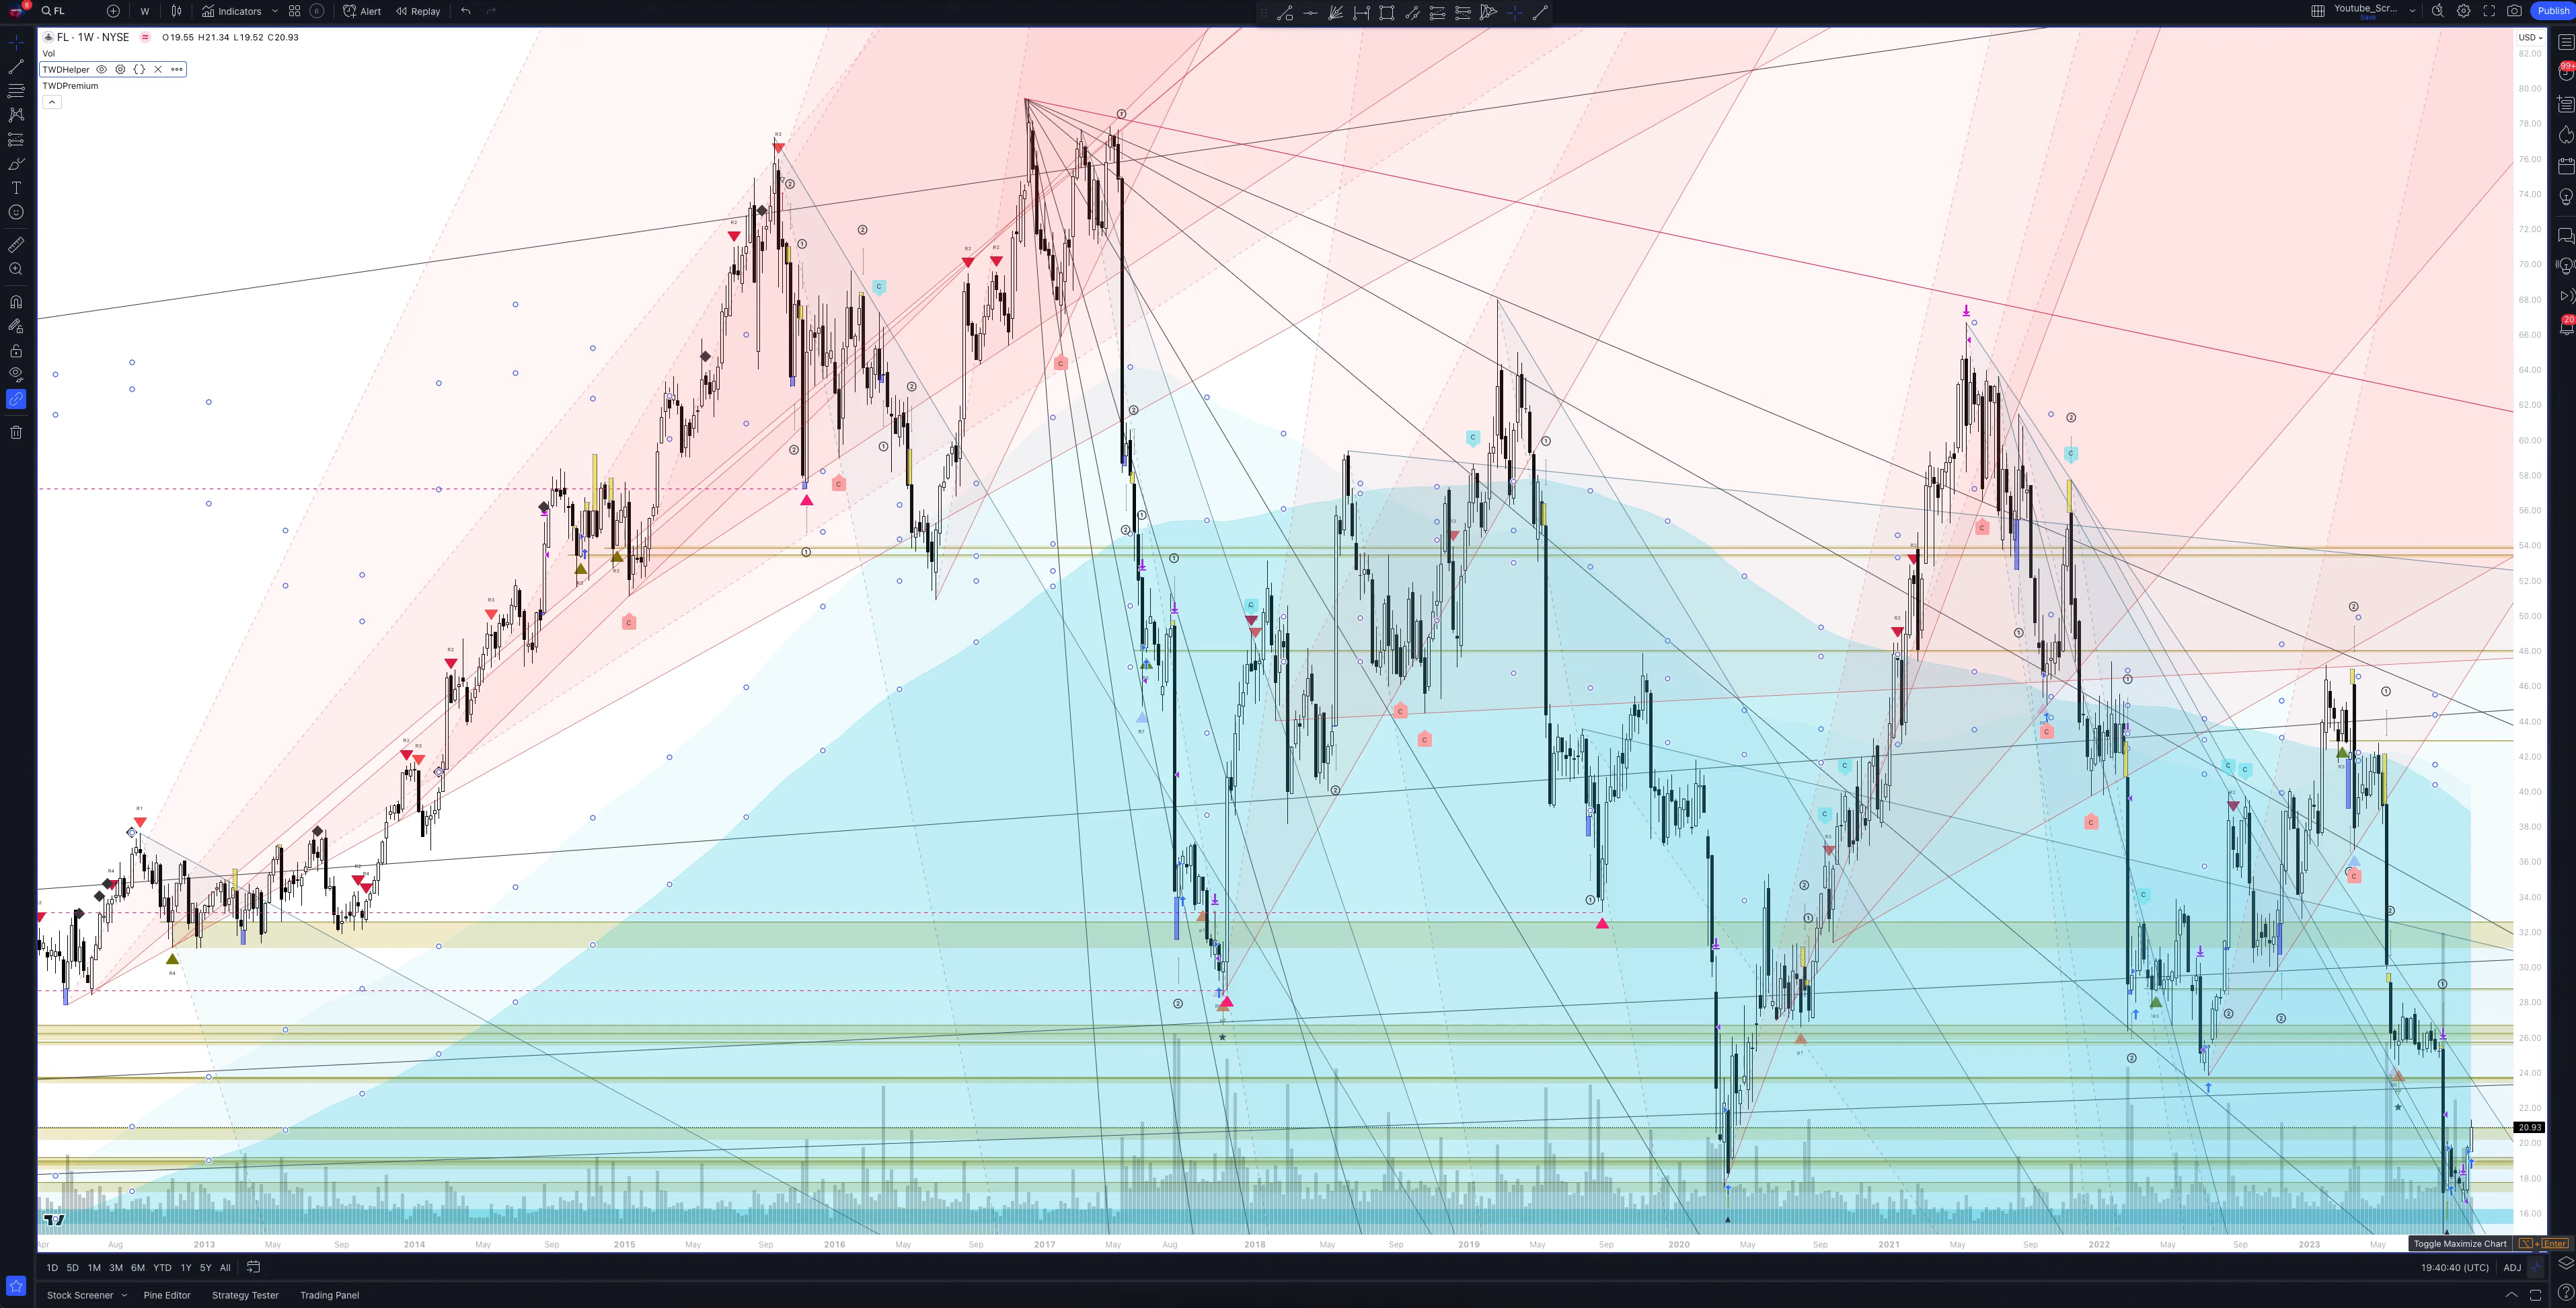 8
FL
W
Indicators
6
Alert
Replay
Youtube_Scr...
Save
Publish
FL · 1W · NYSE
O19.55 H21.34 L19.52 C20.93
USD
Vol
TWDHelper
TWDPremium
82.00
80.00
78.00
76.00
74.00
72.00
70.00
68.00
66.00
64.00
62.00
60.00
58.00
56.00
54.00
52.00
50.00
48.00
46.00
44.00
42.00
40.00
38.00
36.00
34.00
32.00
30.00
28.00
26.00
24.00
22.00
20.93
20.00
18.00
16.00
99+
20
Apr Aug 2013 May Sep 2014 May Sep 2015 May Sep 2016 May Sep 2017 May Aug 2018 May Sep 2019 May Sep 2020 May Sep 2021 May Sep 2022 May Sep 2023 May
Toggle Maximize Chart
+ Enter
1D 5D 1M 3M 6M YTD 1Y 5Y All
19:40:40 (UTC)
ADJ
Stock Screener
Pine Editor
Strategy Tester
Trading Panel